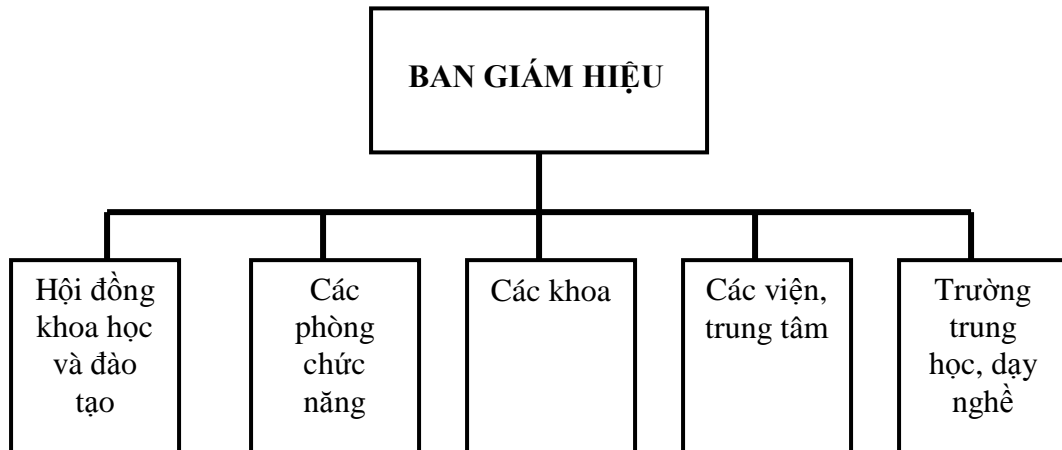 BAN GIÁM HIỆU
Hội đồng
khoa học
và đào
tạo
Các
phòng
chức
năng
Các khoa
Các viện,
trung tâm
Trường
trung
học, dạy
nghề